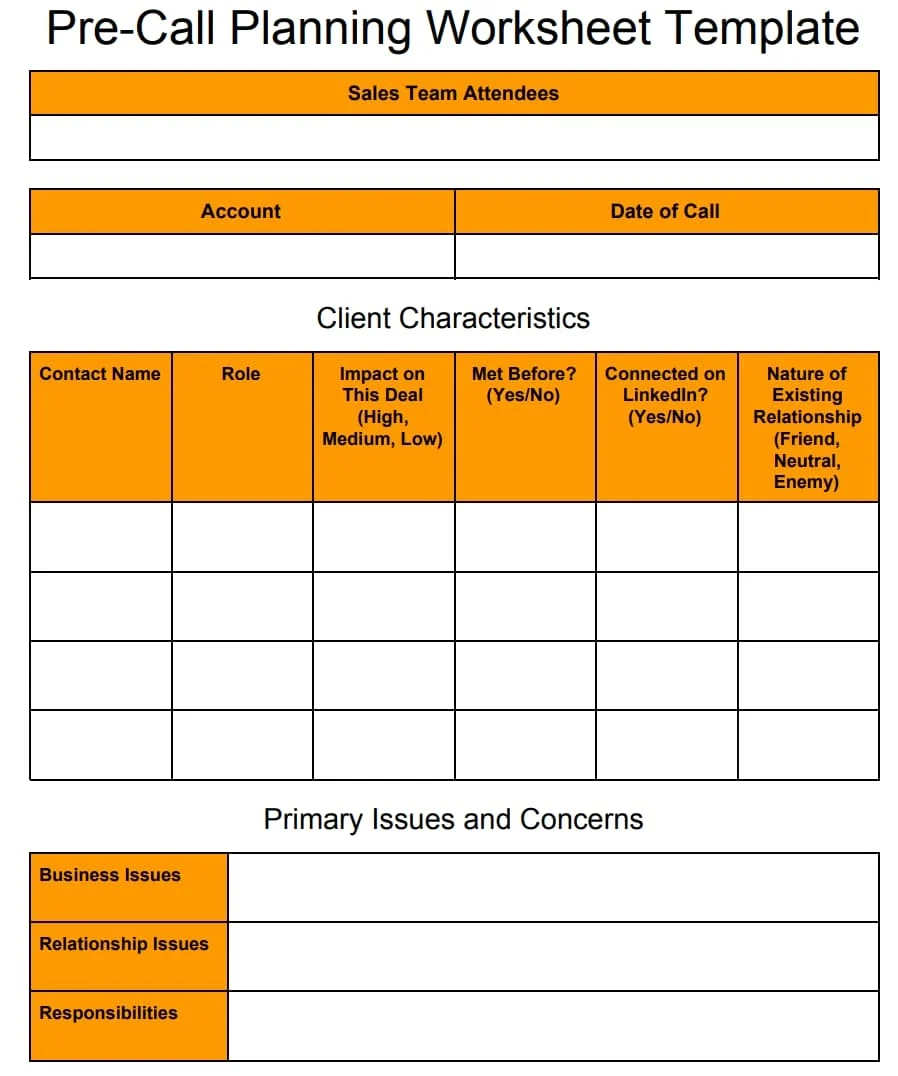 Pre-Call Planning Worksheet Template
Sales Team Attendees
Account
Date of Call
Client Characteristics
Contact Name
Role
Impact on
This Deal
(High,
Medium, Low)
Met Before?
(Yes/No)
Connected on
LinkedIn?
(Yes/No)
Nature of
Existing
Relationship
(Friend,
Neutral,
Enemy)
Primary Issues and Concerns
Business Issues
Relationship Issues
Responsibilities